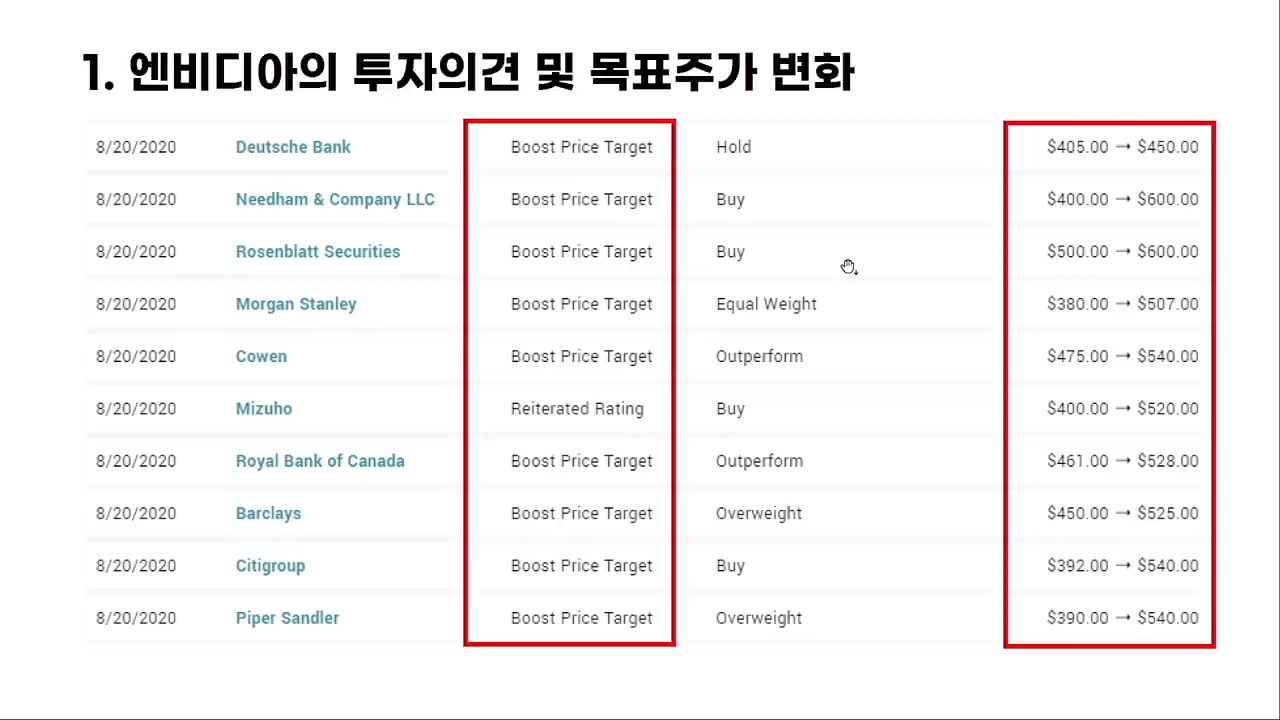 1. 엔비디아의 투자의견 및 목표주가 변화
8/20/2020 Deutsche Bank Boost Price Target Hold $405.00 → $450.00
8/20/2020 Needham & Company LLC Boost Price Target Buy $400.00 → $600.00
8/20/2020 Rosenblatt Securities Boost Price Target Buy $500.00 → $600.00
8/20/2020 Morgan Stanley Boost Price Target Equal Weight $380.00 → $507.00
8/20/2020 Cowen Boost Price Target Outperform $475.00 → $540.00
8/20/2020 Mizuho Reiterated Rating Buy $400.00 → $520.00
8/20/2020 Royal Bank of Canada Boost Price Target Outperform $461.00 → $528.00
8/20/2020 Barclays Boost Price Target Overweight $450.00 → $525.00
8/20/2020 Citigroup Boost Price Target Buy $392.00 → $540.00
8/20/2020 Piper Sandler Boost Price Target Overweight $390.00 → $540.00